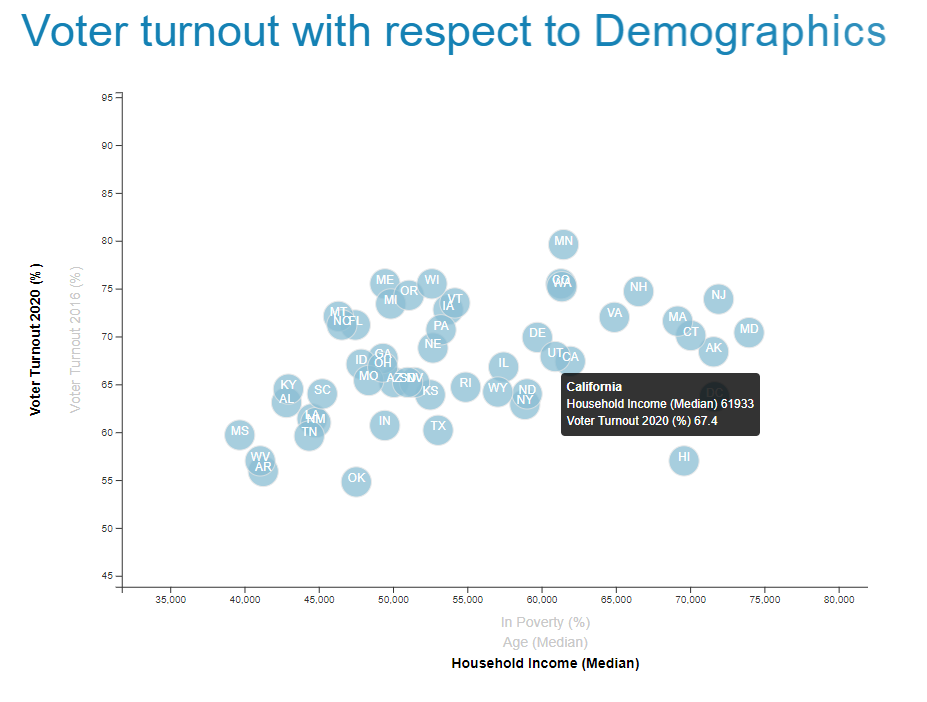 Voter turnout with respect to Demographics
95
90
85
80
75
70
65
60
55
50
45
Voter Turnout 2020 (%)
Voter Turnout 2016 (%)
MN
ME
WI
CO
WA
OR
NH
MI
NJ
VT
IA
MT
NC
FL
VA
MA
PA
MD
CT
DE
NE
AK
GA
ID
OH
UT
CA
IL
MO
AZ
SD
NV
RI
KY
SC
KS
WY
ND
AL
NY
DC
LA
NM
IN
TX
MS
TN
WV
AR
HI
OK
California
Household Income (Median) 61933
Voter Turnout 2020 (%) 67.4
35,000
40,000
45,000
50,000
55,000
60,000
65,000
70,000
75,000
80,000
In Poverty (%)
Age (Median)
Household Income (Median)